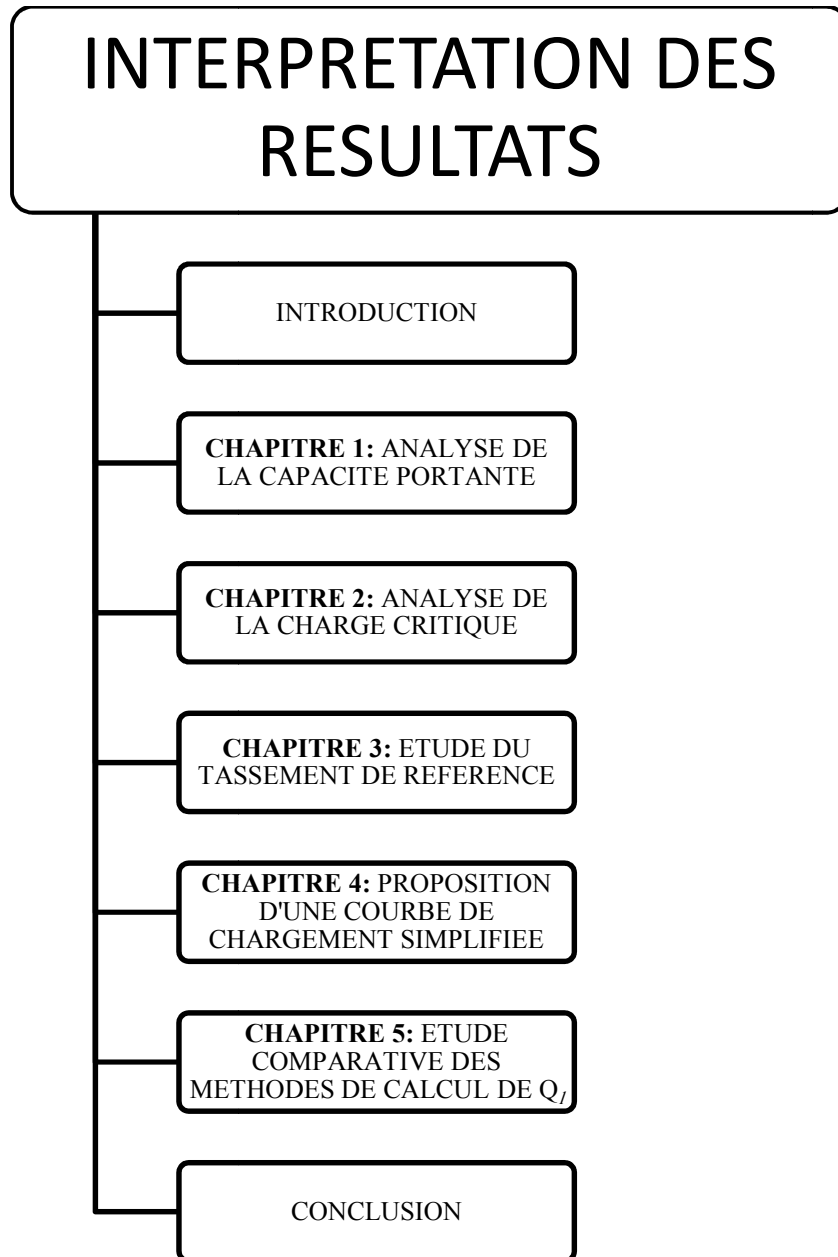 INTERPRETATION DES
RESULTATS
INTRODUCTION
CHAPITRE 1: ANALYSE DE
LA CAPACITE PORTANTE
CHAPITRE 2: ANALYSE DE
LA CHARGE CRITIQUE
CHAPITRE 3: ETUDE DU
TASSEMENT DE REFERENCE
CHAPITRE 4: PROPOSITION
D'UNE COURBE DE
CHARGEMENT SIMPLIFIEE
CHAPITRE 5: ETUDE
COMPARATIVE DES
METHODES DE CALCUL DE Ql
CONCLUSION